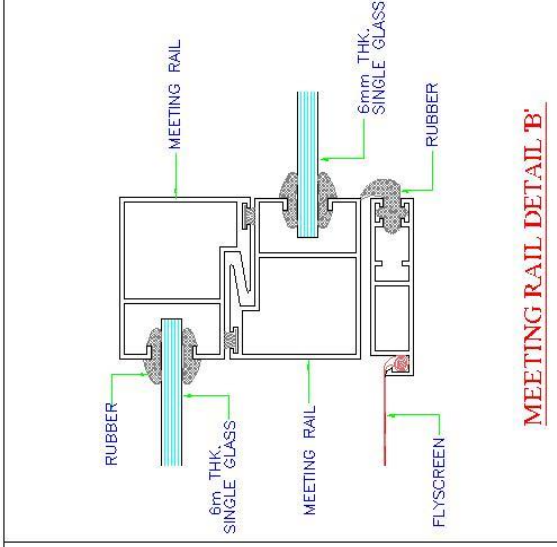 MEETING RAIL
6mm THK.
SINGLE GLASS
RUBBER
RUBBER
6m THK.
SINGLE GLASS
MEETING RAIL
FLYSCREEN
MEETING RAIL DETAIL 'B'